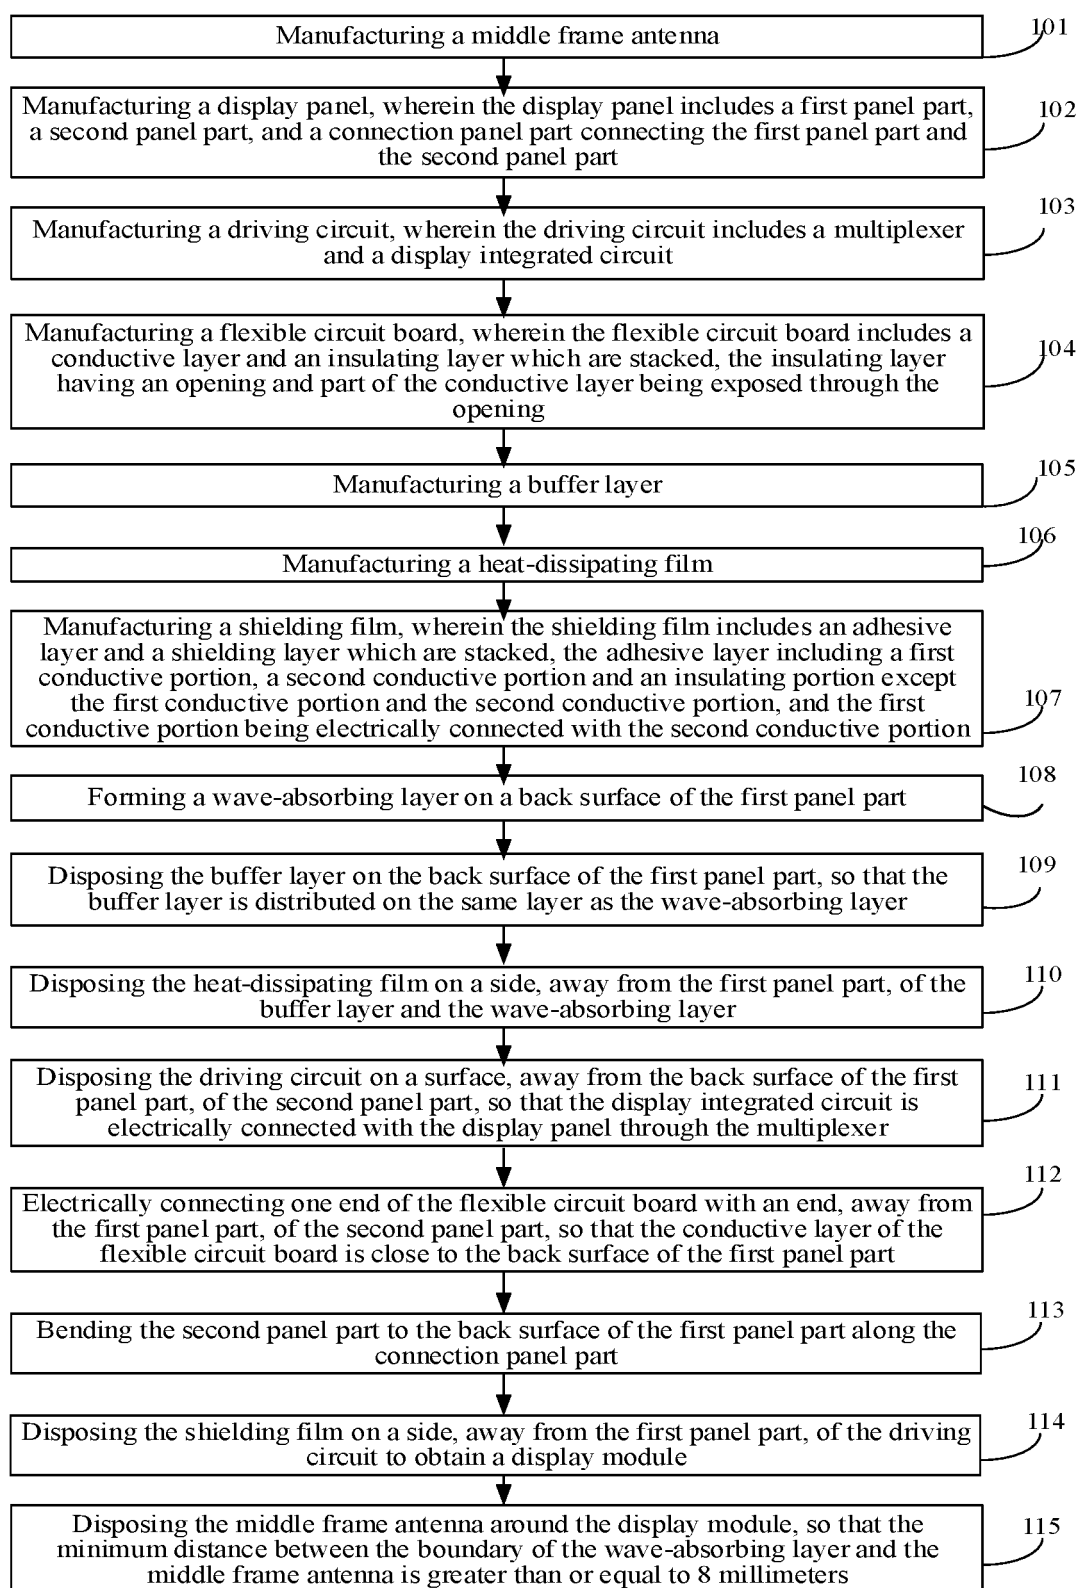 Manufacturing a middle frame antenna
101
Manufacturing a display panel, wherein the display panel includes a first panel part,
a second panel part, and a connection panel part connecting the first panel part and
the second panel part
102
Manufacturing a driving circuit, wherein the driving circuit includes a multiplexer
and a display integrated circuit
103
Manufacturing a flexible circuit board, wherein the flexible circuit board includes a
conductive layer and an insulating layer which are stacked, the insulating layer
having an opening and part of the conductive layer being exposed through the
opening
104
Manufacturing a buffer layer
105
Manufacturing a heat-dissipating film
106
Manufacturing a shielding film, wherein the shielding film includes an adhesive
layer and a shielding layer which are stacked, the adhesive layer including a first
conductive portion, a second conductive portion and an insulating portion except
the first conductive portion and the second conductive portion, and the first
conductive portion being electrically connected with the second conductive portion
107
Forming a wave-absorbing layer on a back surface of the first panel part
108
Disposing the buffer layer on the back surface of the first panel part, so that the
buffer layer is distributed on the same layer as the wave-absorbing layer
109
Disposing the heat-dissipating film on a side, away from the first panel part, of the
buffer layer and the wave-absorbing layer
110
Disposing the driving circuit on a surface, away from the back surface of the first
panel part, of the second panel part, so that the display integrated circuit is
electrically connected with the display panel through the multiplexer
111
Electrically connecting one end of the flexible circuit board with an end, away from
the first panel part, of the second panel part, so that the conductive layer of the
flexible circuit board is close to the back surface of the first panel part
112
Bending the second panel part to the back surface of the first panel part along the
connection panel part
113
Disposing the shielding film on a side, away from the first panel part, of the driving
circuit to obtain a display module
114
Disposing the middle frame antenna around the display module, so that the
minimum distance between the boundary of the wave-absorbing layer and the
middle frame antenna is greater than or equal to 8 millimeters
115